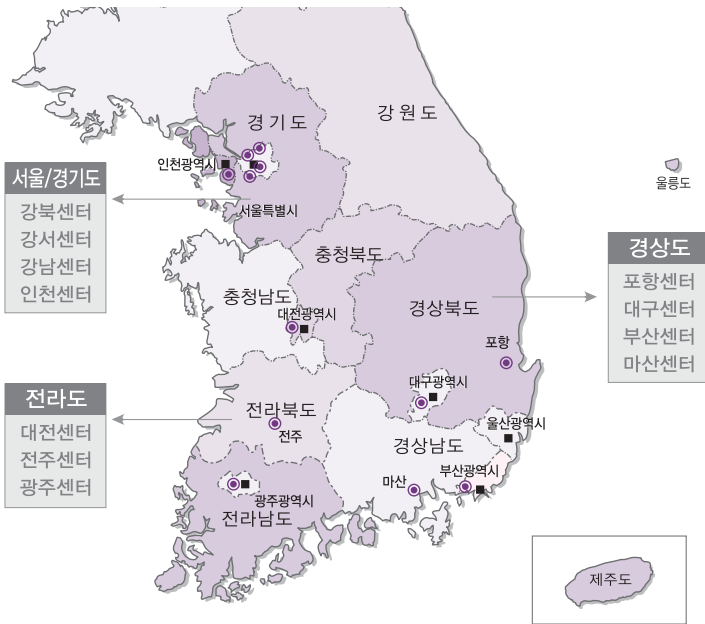 강원도
경기도
인천광역시
서울특별시
울릉도
서울/경기도
강북센터
강서센터
강남센터
인천센터
충청북도
충청남도
대전광역시
경상북도
포항
경상도
포항센터
대구센터
부산센터
마산센터
대구광역시
울산광역시
전라도
대전센터
전주센터
광주센터
전라북도
전주
경상남도
마산
부산광역시
광주광역시
전라남도
제주도